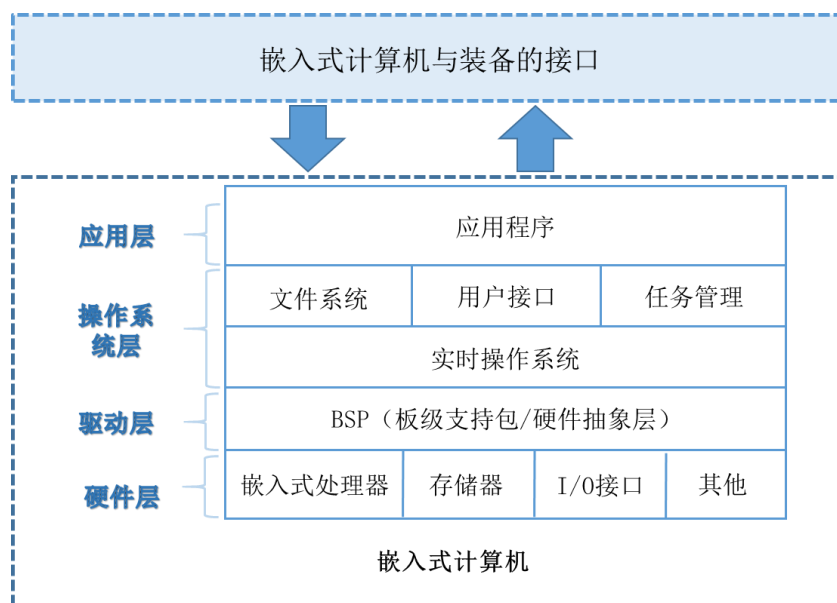 嵌入式计算机与装备的接口
应用层
应用程序
操作系
统层
文件系统
用户接口
任务管理
实时操作系统
驱动层
BSP（板级支持包/硬件抽象层）
硬件层
嵌入式处理器
存储器
I/O接口
其他
嵌入式计算机